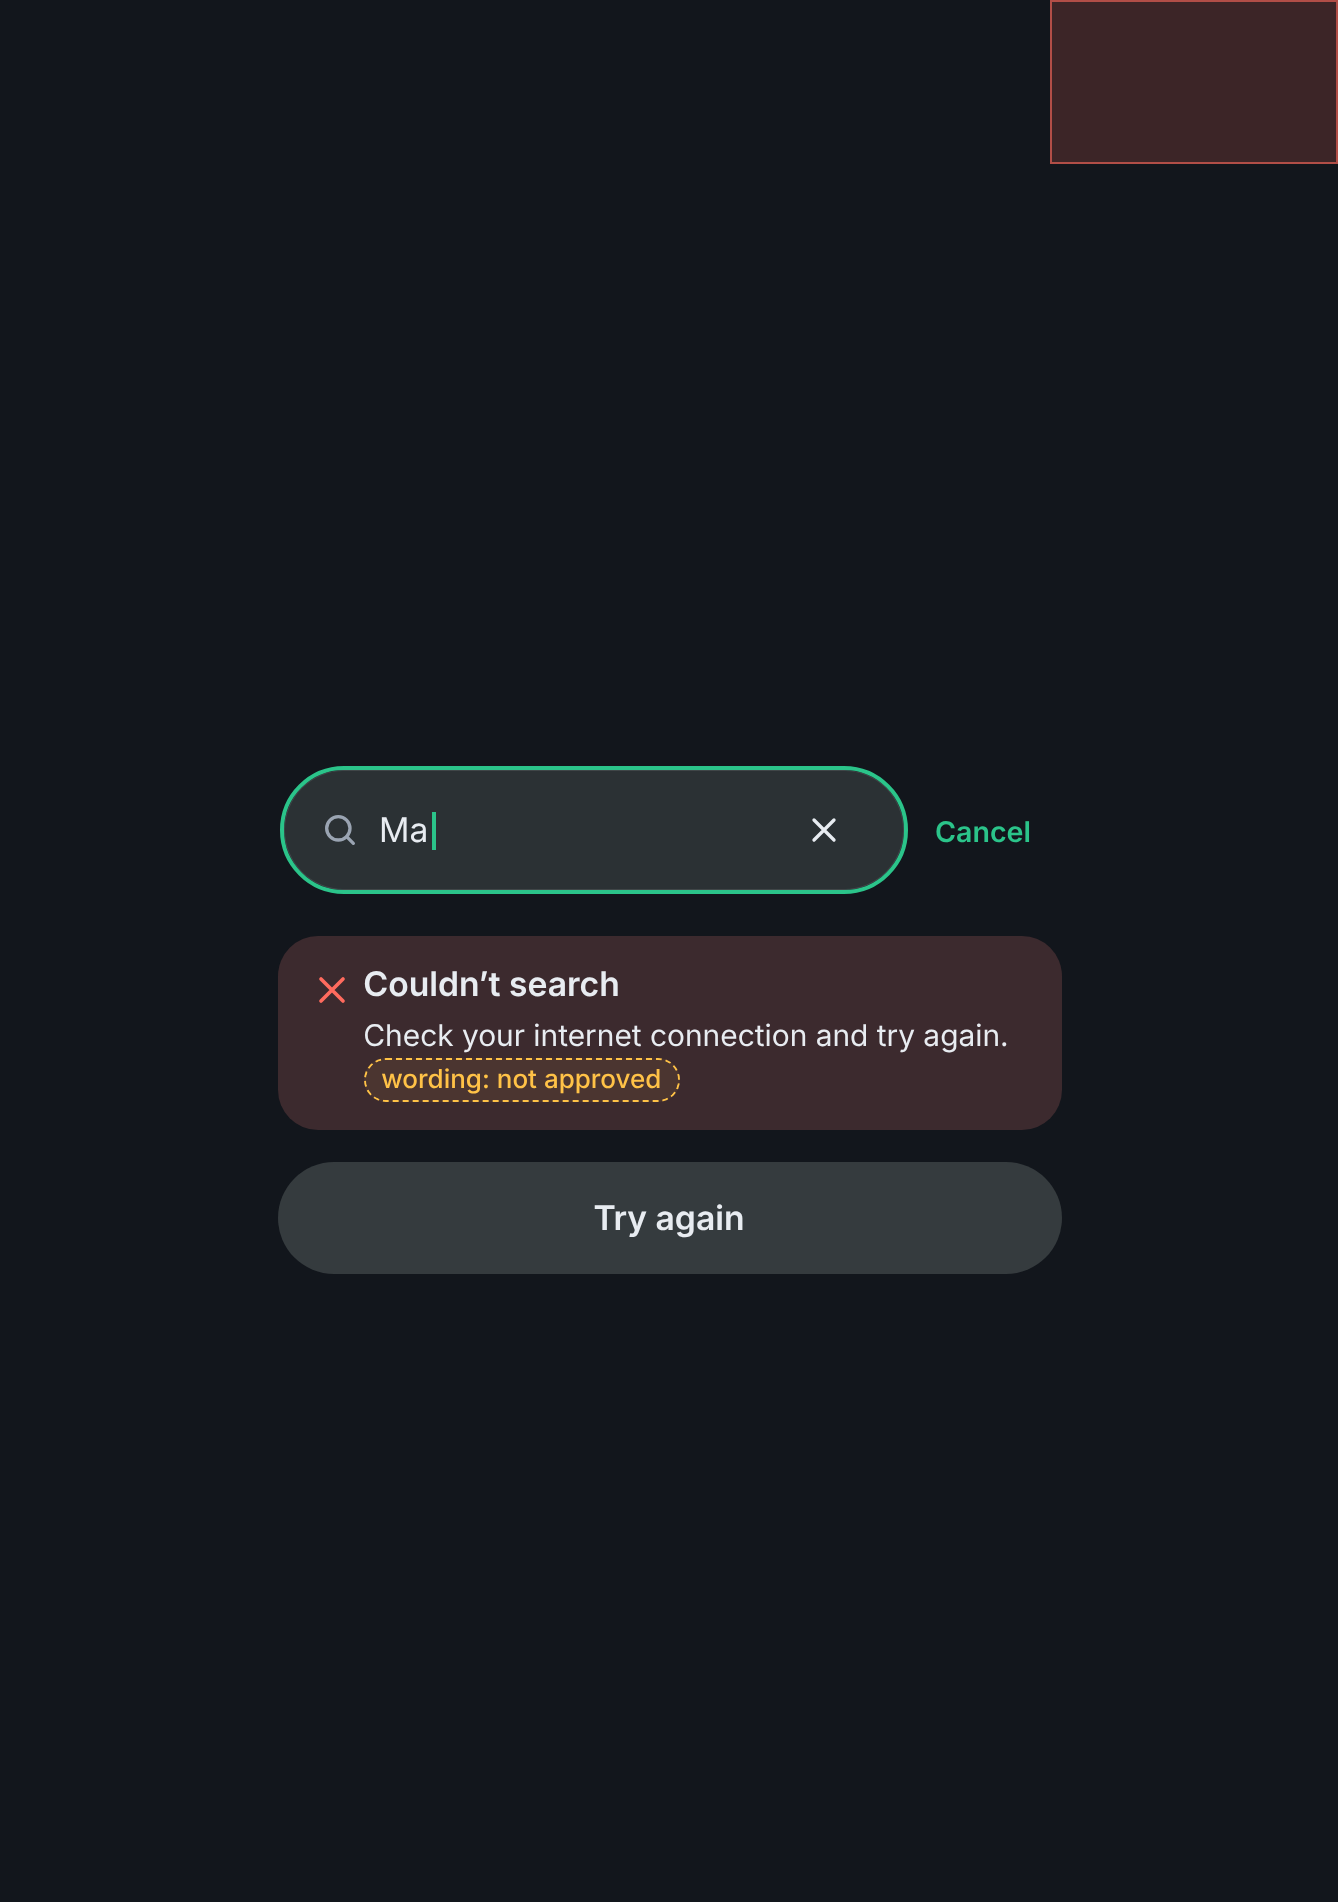 Ma
Cancel
Couldn’t search
Check your internet connection and try again.
wording: not approved
Try again